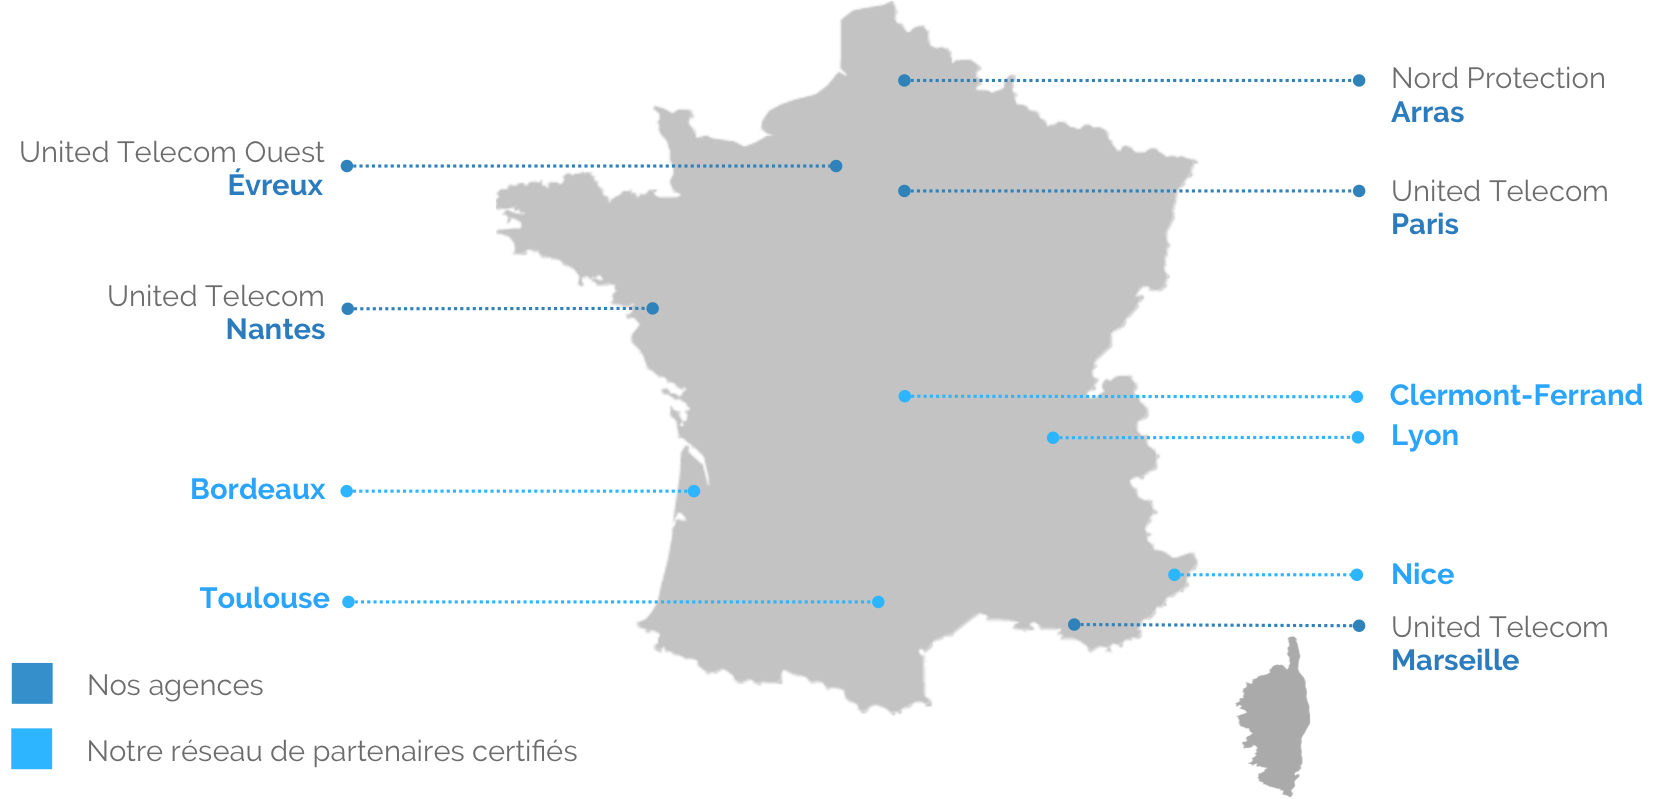 United Telecom Ouest
Évreux
United Telecom
Nantes
Bordeaux
Toulouse
Nord Protection
Arras
United Telecom
Paris
Clermont-Ferrand
Lyon
Nice
United Telecom
Marseille
Nos agences
Notre réseau de partenaires certifiés